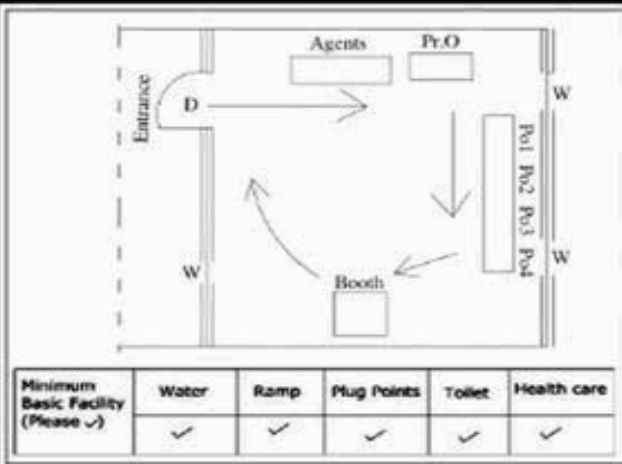 Agents Pr.O
Entrance
D
W
Po1 Po2 Po3 Po4
W
W
Booth
Minimum Basic Facility (Please ✓) Water Ramp Plug Points Toilet Health care
✓ ✓ ✓ ✓ ✓